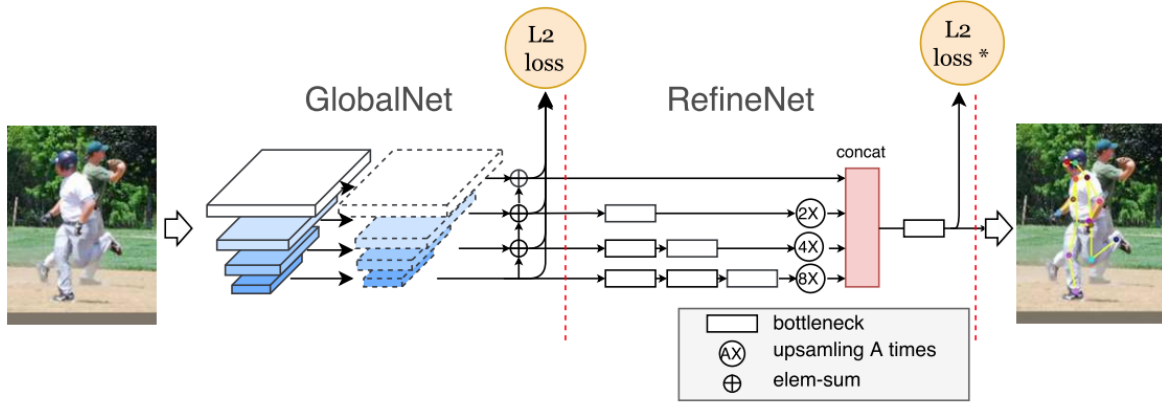 L2
loss
L2
loss *
GlobalNet
RefineNet
concat
2X
4X
8X
bottleneck
AX
upsamling A times
elem-sum